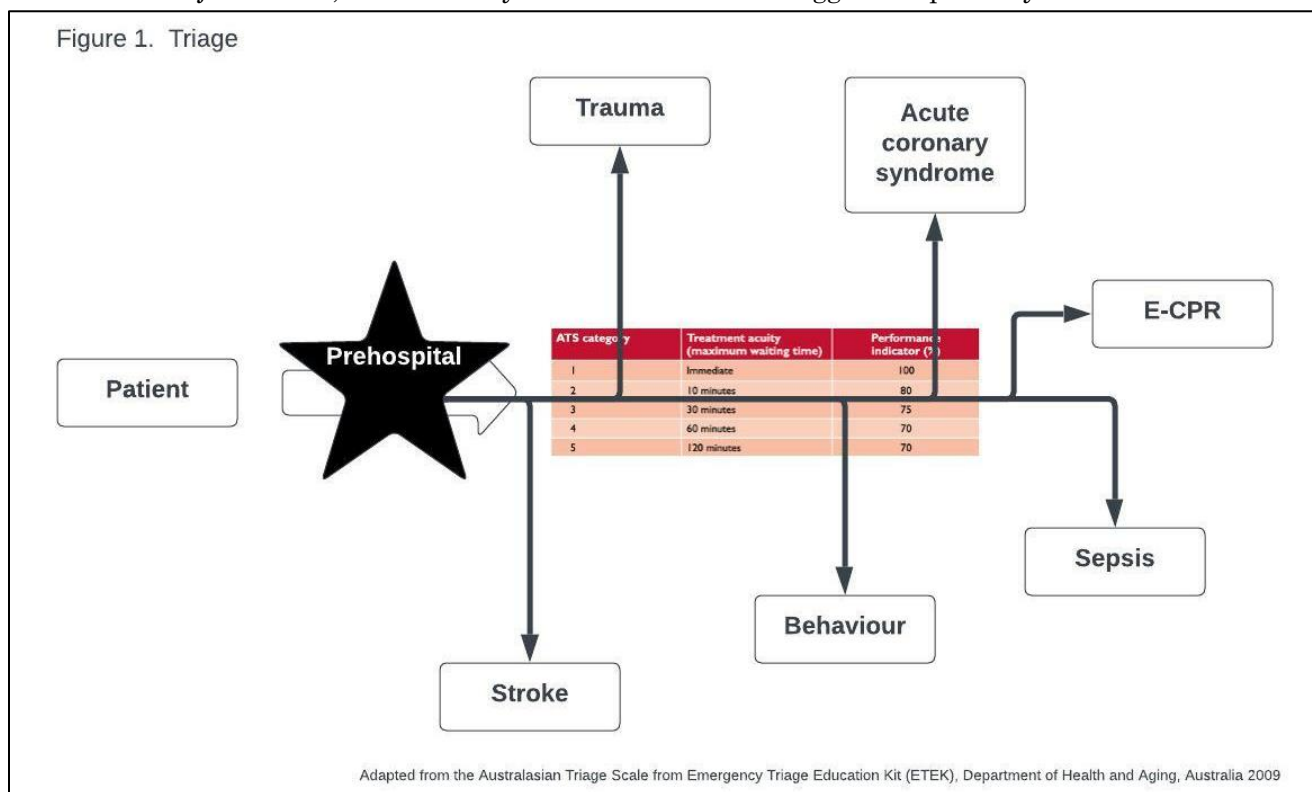 Figure 1. Triage
Trauma
Acute
coronary
syndrome
E-CPR
Prehospital
Patient
ATS category Treatment acuity (maximum waiting time) Performance Indicator (%)
1 Immediate 100
2 10 minutes 80
3 30 minutes 75
4 60 minutes 70
5 120 minutes 70
Sepsis
Behaviour
Stroke
Adapted from the Australasian Triage Scale from Emergency Triage Education Kit (ETEK), Department of Health and Aging, Australia 2009